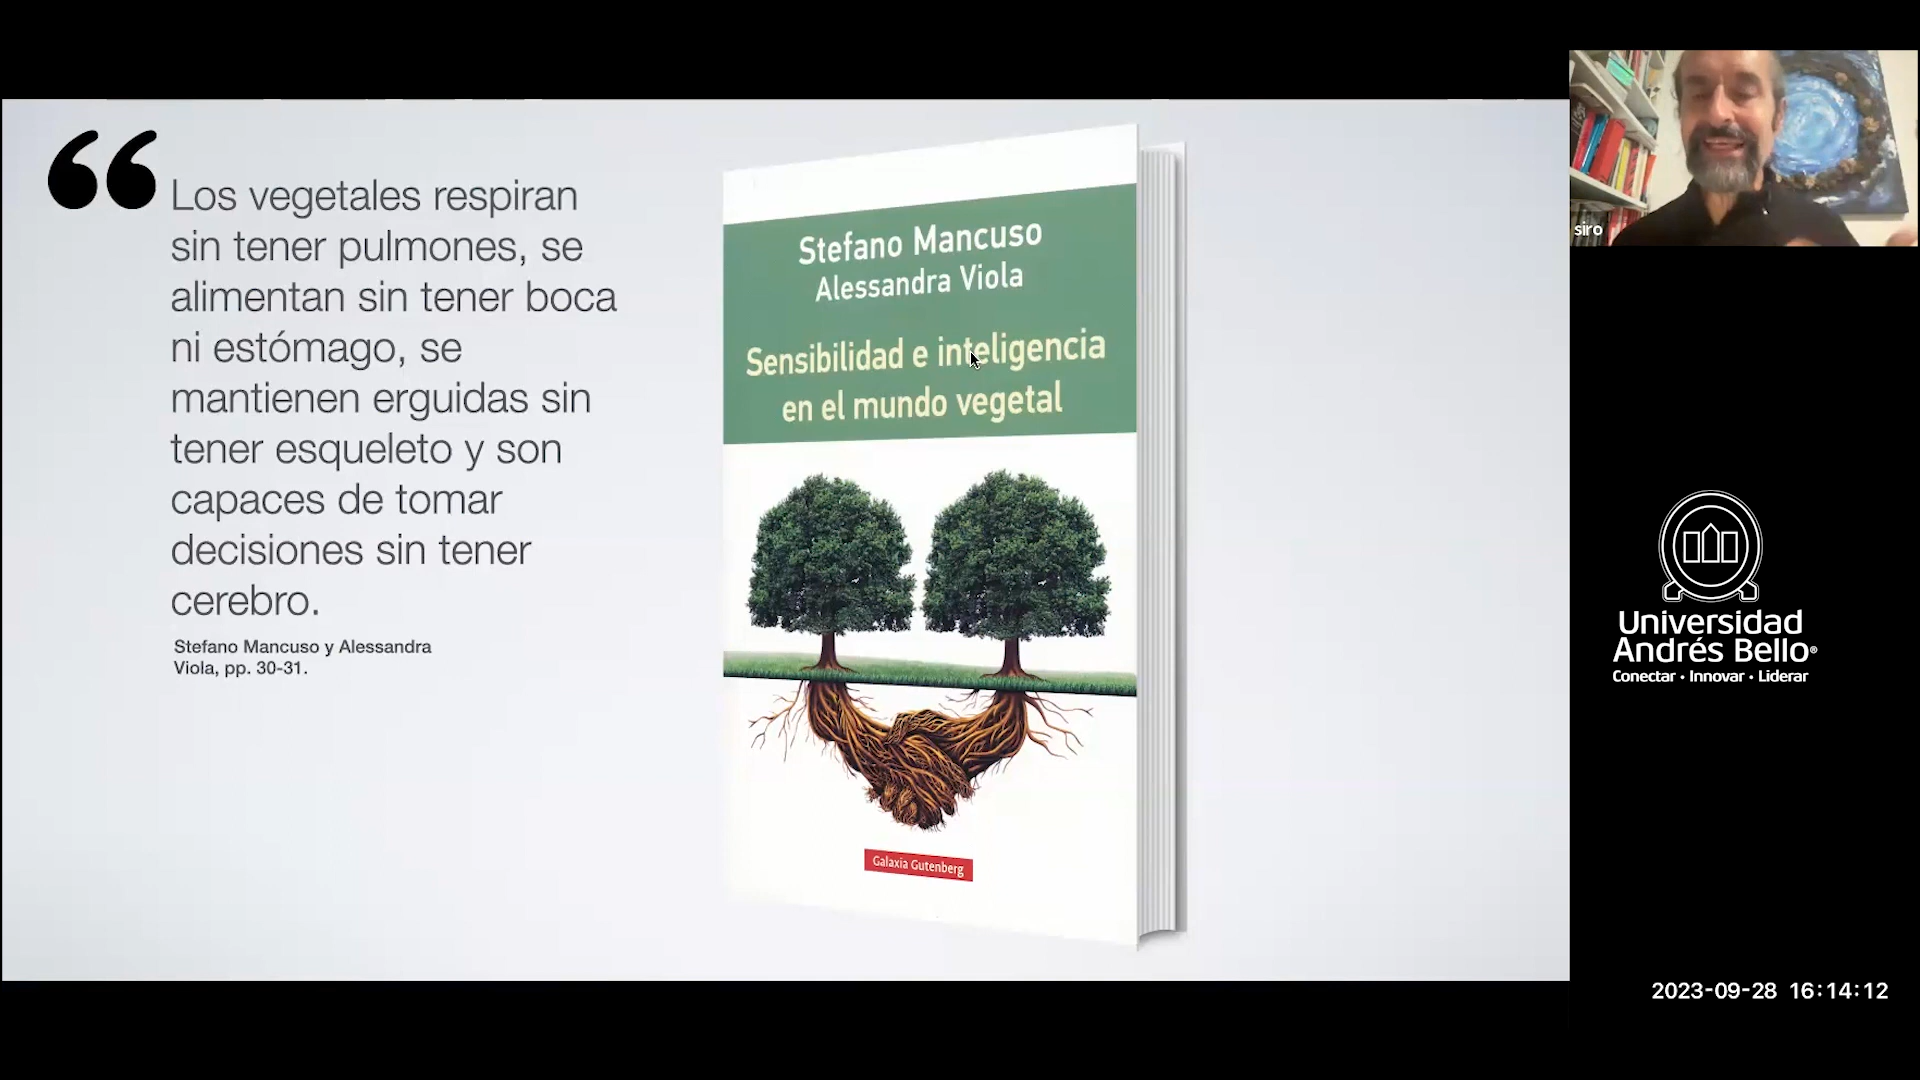 Los vegetales respiran
sin tener pulmones, se
alimentan sin tener boca
ni estómago, se
mantienen erguidas sin
tener esqueleto y son
capaces de tomar
decisiones sin tener
cerebro.
Stefano Mancuso y Alessandra
Viola, pp. 30-31.
Stefano Mancuso
Alessandra Viola
Sensibilidad e inteligencia
en el mundo vegetal
Galaxia Gutenberg
siro
Universidad
Andrés Bello®
Conectar • Innovar • Liderar
2023-09-28 16:14:12